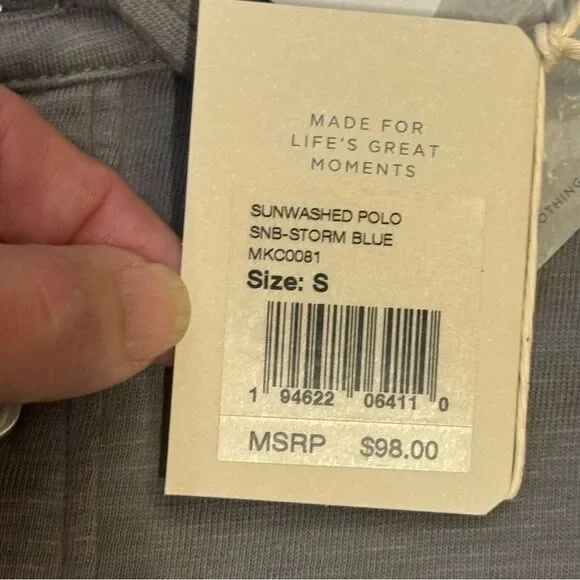 MADE FOR
LIFE'S GREAT
MOMENTS
SUNWASHED POLO
SNB-STORM BLUE
MKC0081
Size: S
1 94622 06411 0
MSRP $98.00